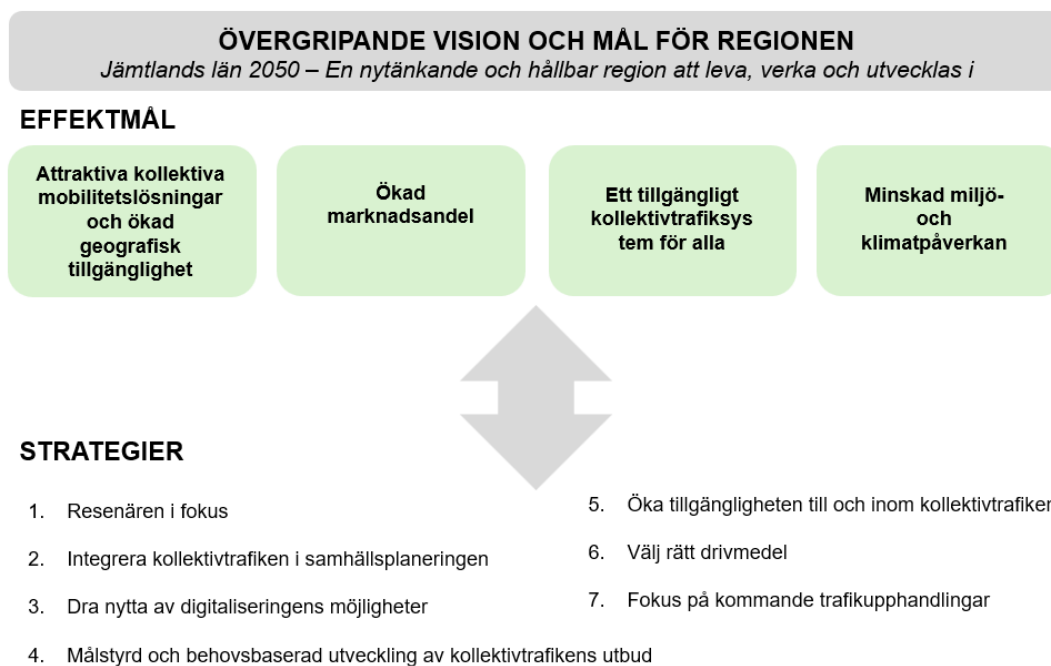 ÖVERGRIPANDE VISION OCH MÅL FÖR REGIONEN
Jämtlands län 2050 – En nytänkande och hållbar region att leva, verka och utvecklas i
EFFEKTMÅL
Attraktiva kollektiva
mobilitetslösningar
och ökad
geografisk
tillgänglighet
Ökad
marknadsandel
Ett tillgängligt
kollektivtrafiksys
tem för alla
Minskad miljö-
och
klimatpåverkan
STRATEGIER
1. Resenären i fokus
2. Integrera kollektivtrafiken i samhällsplaneringen
3. Dra nytta av digitaliseringens möjligheter
4. Målstyrd och behovsbaserad utveckling av kollektivtrafikens utbud
5. Öka tillgängligheten till och inom kollektivtrafiken
6. Välj rätt drivmedel
7. Fokus på kommande trafikupphandlingar